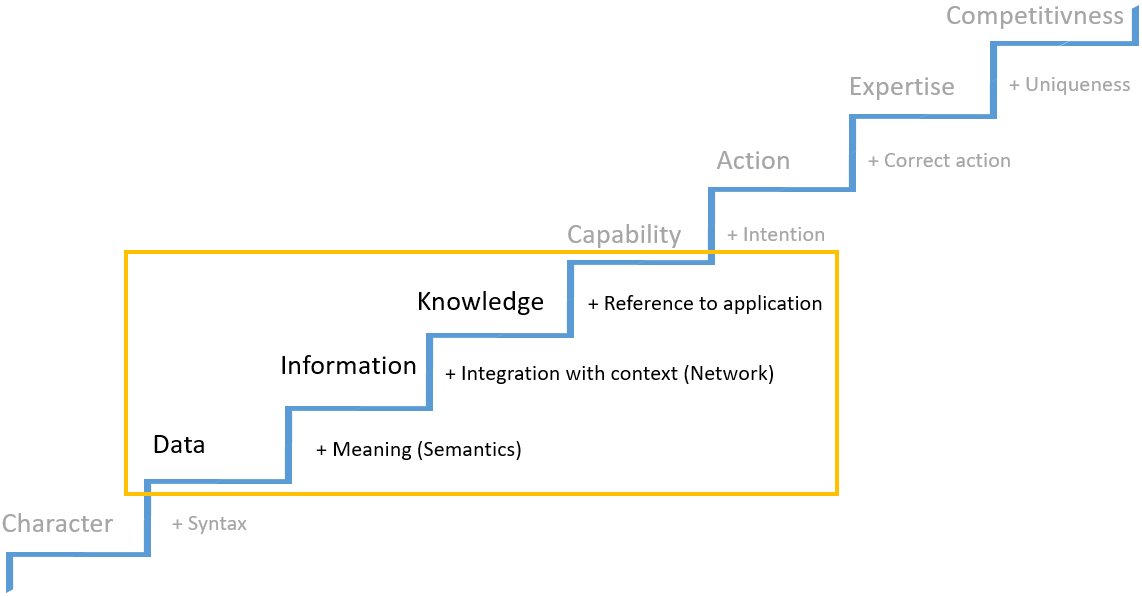 Competitivness
+ Uniqueness
Expertise
+ Correct action
Action
+ Intention
Capability
+ Reference to application
Knowledge
+ Integration with context (Network)
Information
+ Meaning (Semantics)
Data
+ Syntax
Character